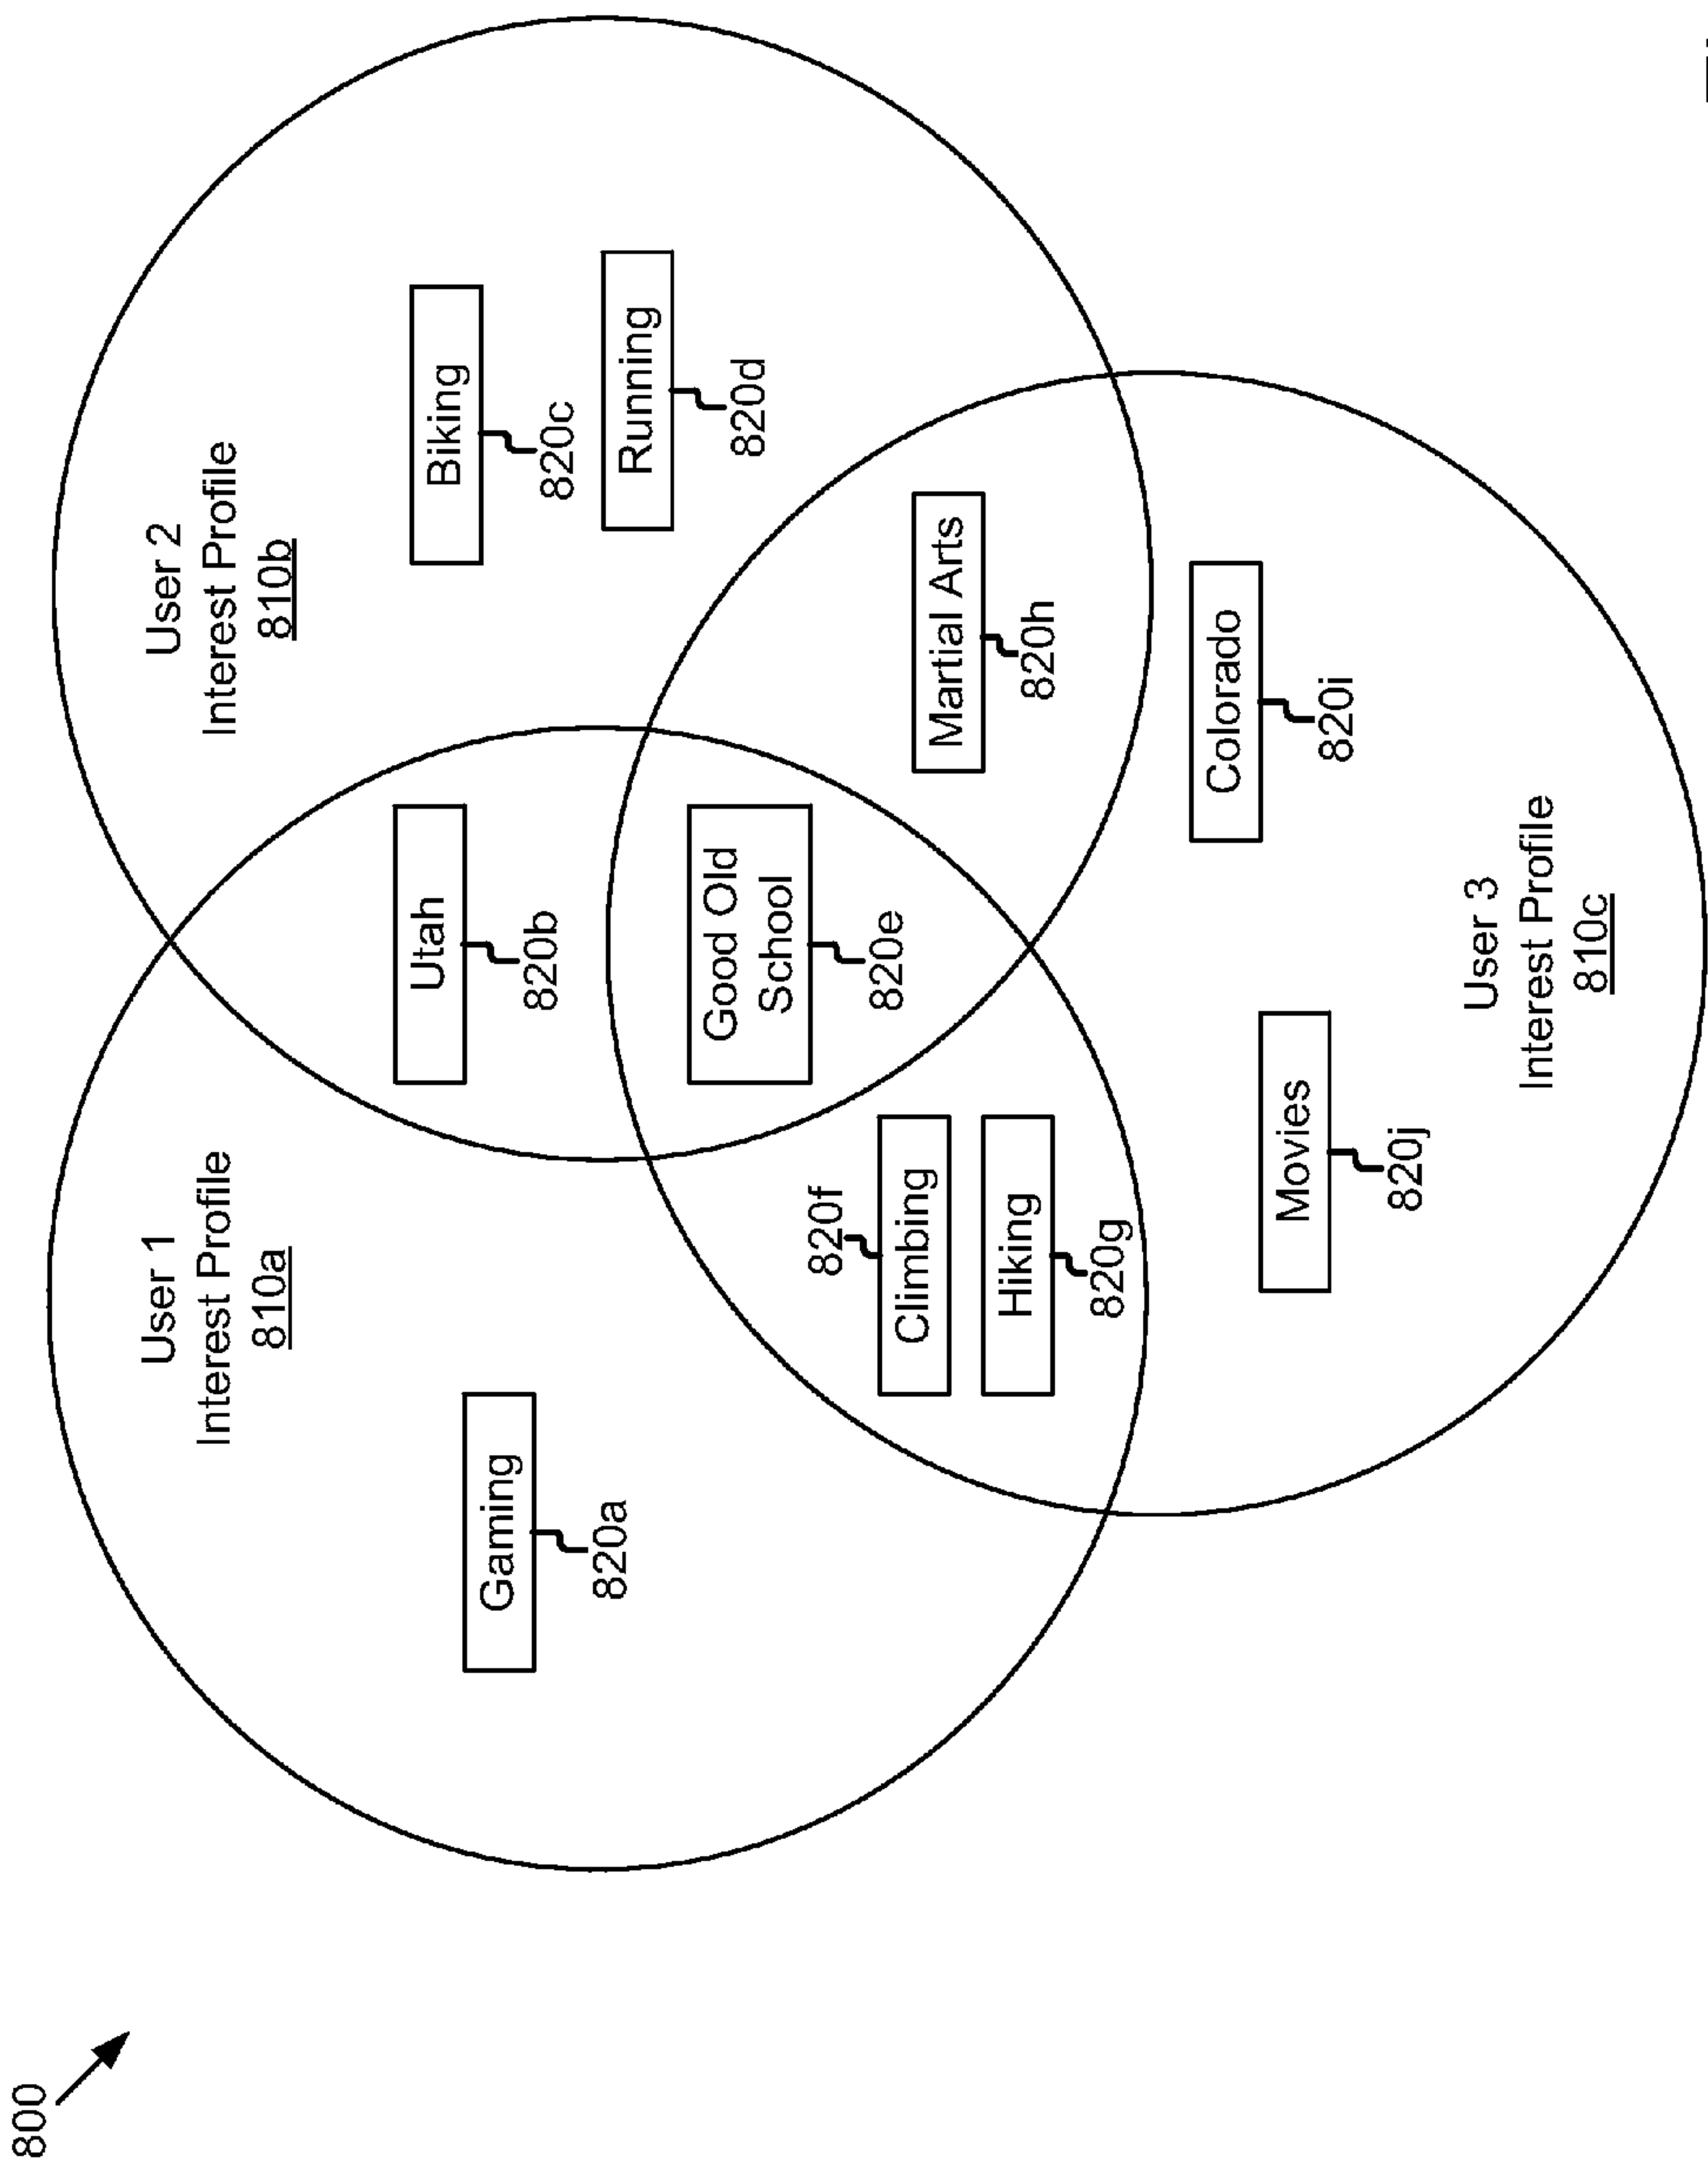 800
User 1
Interest Profile
810a
User 2
Interest Profile
810b
Utah
820b
Biking
820c
Gaming
820a
Running
820d
Good Old
School
820e
820f
Climbing
Hiking
820g
Martial Arts
820h
Colorado
820i
Movies
820j
User 3
Interest Profile
810c